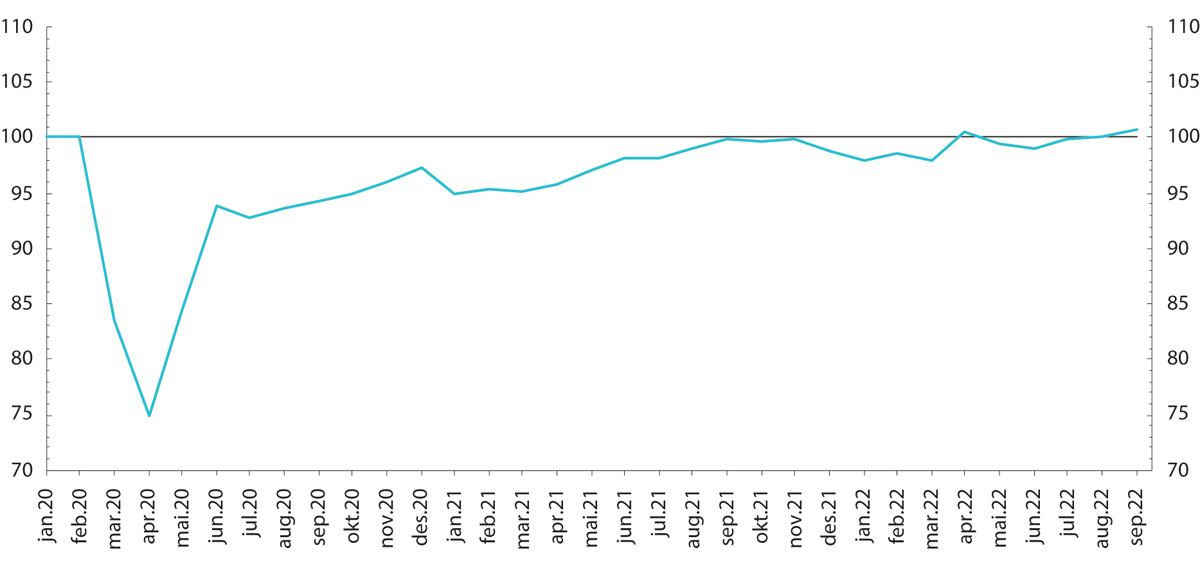 110 110
105 105
100 100
95 95
90 90
85 85
80 80
75 75
70 70
jan.20
feb.20
mar.20
apr.20
mai.20
jun.20
jul.20
aug.20
sep.20
okt.20
nov.20
des.20
jan.21
feb.21
mar.21
apr.21
mai.21
jun.21
jul.21
aug.21
sep.21
okt.21
nov.21
des.21
jan.22
feb.22
mar.22
apr.22
mai.22
jun.22
jul.22
aug.22
sep.22